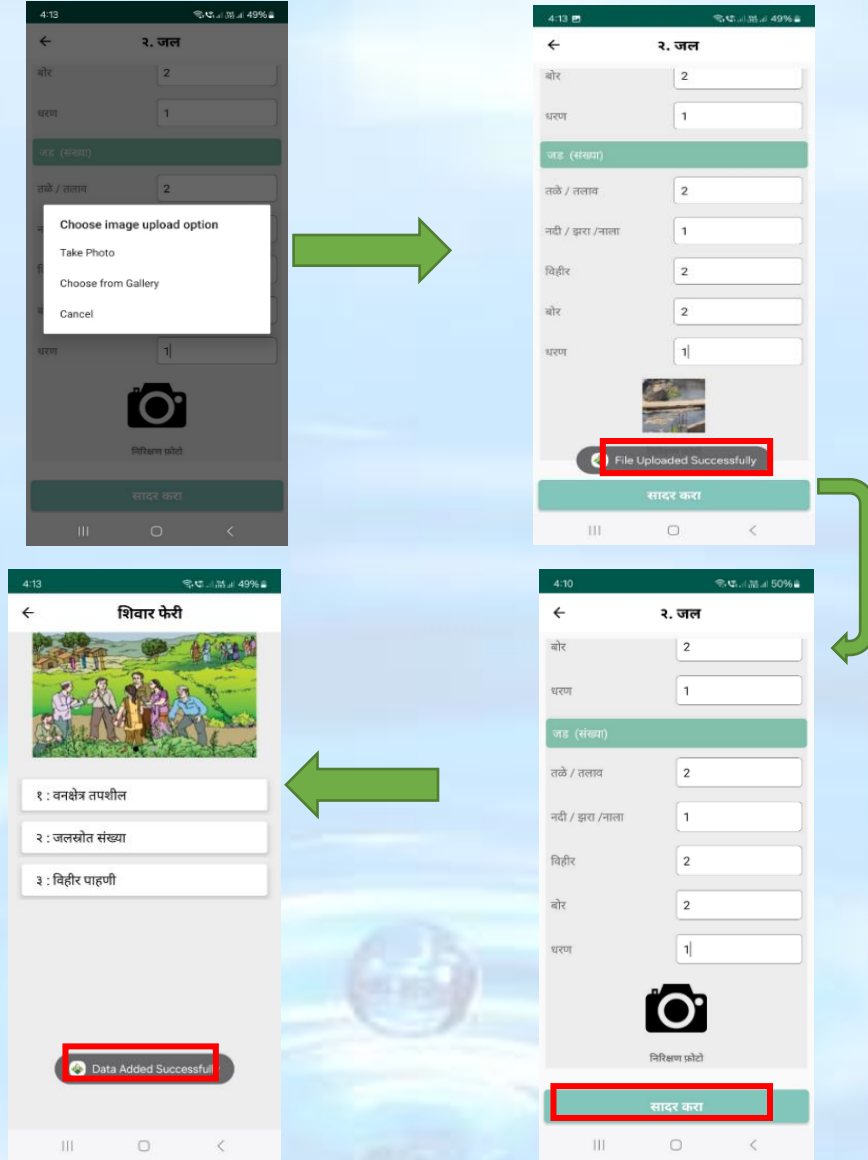 4:13 49%
← २. जल
बोर 2
धरण 1
जड (संख्या)
तळे / तलाव 2
Choose image upload option
Take Photo
Choose from Gallery
Cancel
धरण 1
निरिक्षण फ़ोटो
सादर करा
4:13 49%
← २. जल
बोर 2
धरण 1
जड (संख्या)
तळे / तलाव 2
नदी / झरा /नाला 1
विहीर 2
बोर 2
धरण 1
File Uploaded Successfully
सादर करा
4:13 49%
← शिवार फेरी
१ : वनक्षेत्र तपशील
२ : जलस्रोत संख्या
३ : विहीर पाहणी
Data Added Successfull
4:10 50%
← २. जल
बोर 2
धरण 1
जड (संख्या)
तळे / तलाव 2
नदी / झरा /नाला 1
विहीर 2
बोर 2
धरण 1
निरिक्षण फ़ोटो
सादर करा